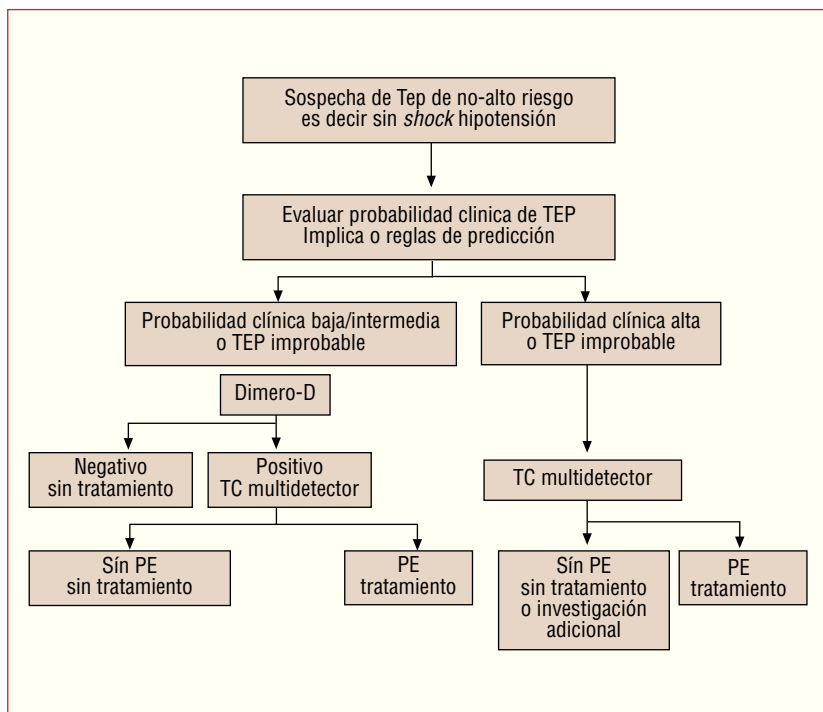 Sospecha de Tep de no-alto riesgo
es decir sin shock hipotensión
Evaluar probabilidad clinica de TEP
Implica o reglas de predicción
Probabilidad clínica baja/intermedia
o TEP improbable
Probabilidad clínica alta
o TEP improbable
Dimero-D
Negativo
sin tratamiento
Positivo
TC multidetector
TC multidetector
Sín PE
sin tratamiento
PE
tratamiento
Sín PE
sin tratamiento
o investigación
adicional
PE
tratamiento